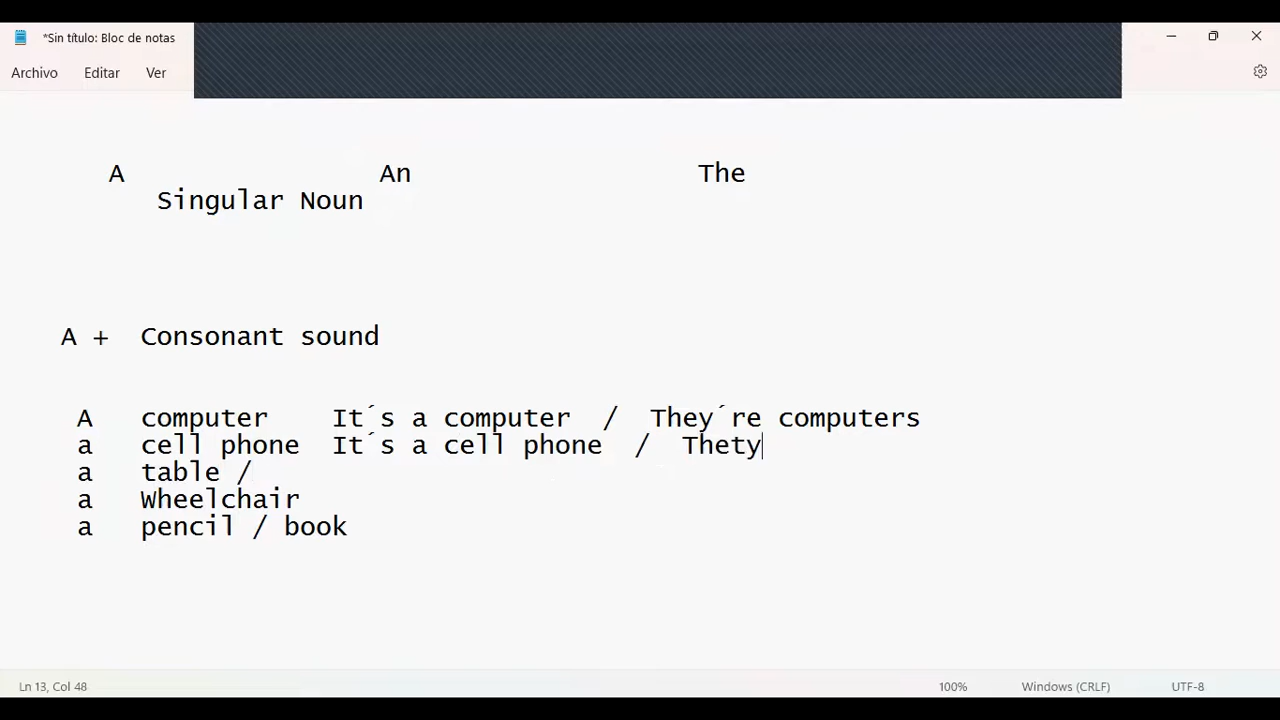 *Sin título: Bloc de notas
Archivo Editar Ver
A An The
Singular Noun
A + Consonant sound
A computer It´s a computer / They´re computers
a cell phone It´s a cell phone / Thety
a table /
a Wheelchair
a pencil / book
Ln 13, Col 48 100% Windows (CRLF) UTF-8